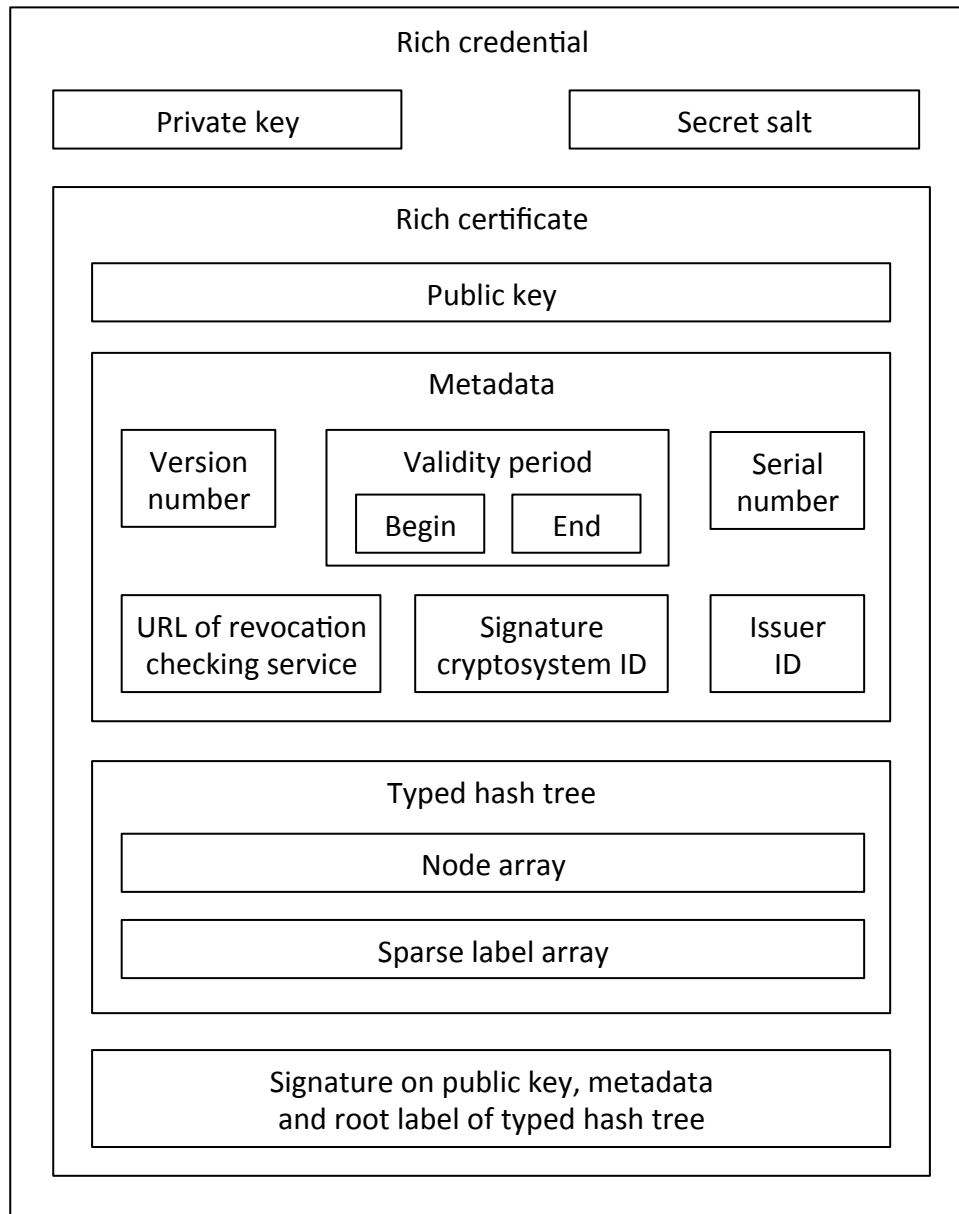 Rich credential
Private key
Secret salt
Rich certificate
Public key
Metadata
Version
number
Validity period
Begin
End
Serial
number
URL of revocation
checking service
Signature
cryptosystem ID
Issuer
ID
Typed hash tree
Node array
Sparse label array
Signature on public key, metadata
and root label of typed hash tree